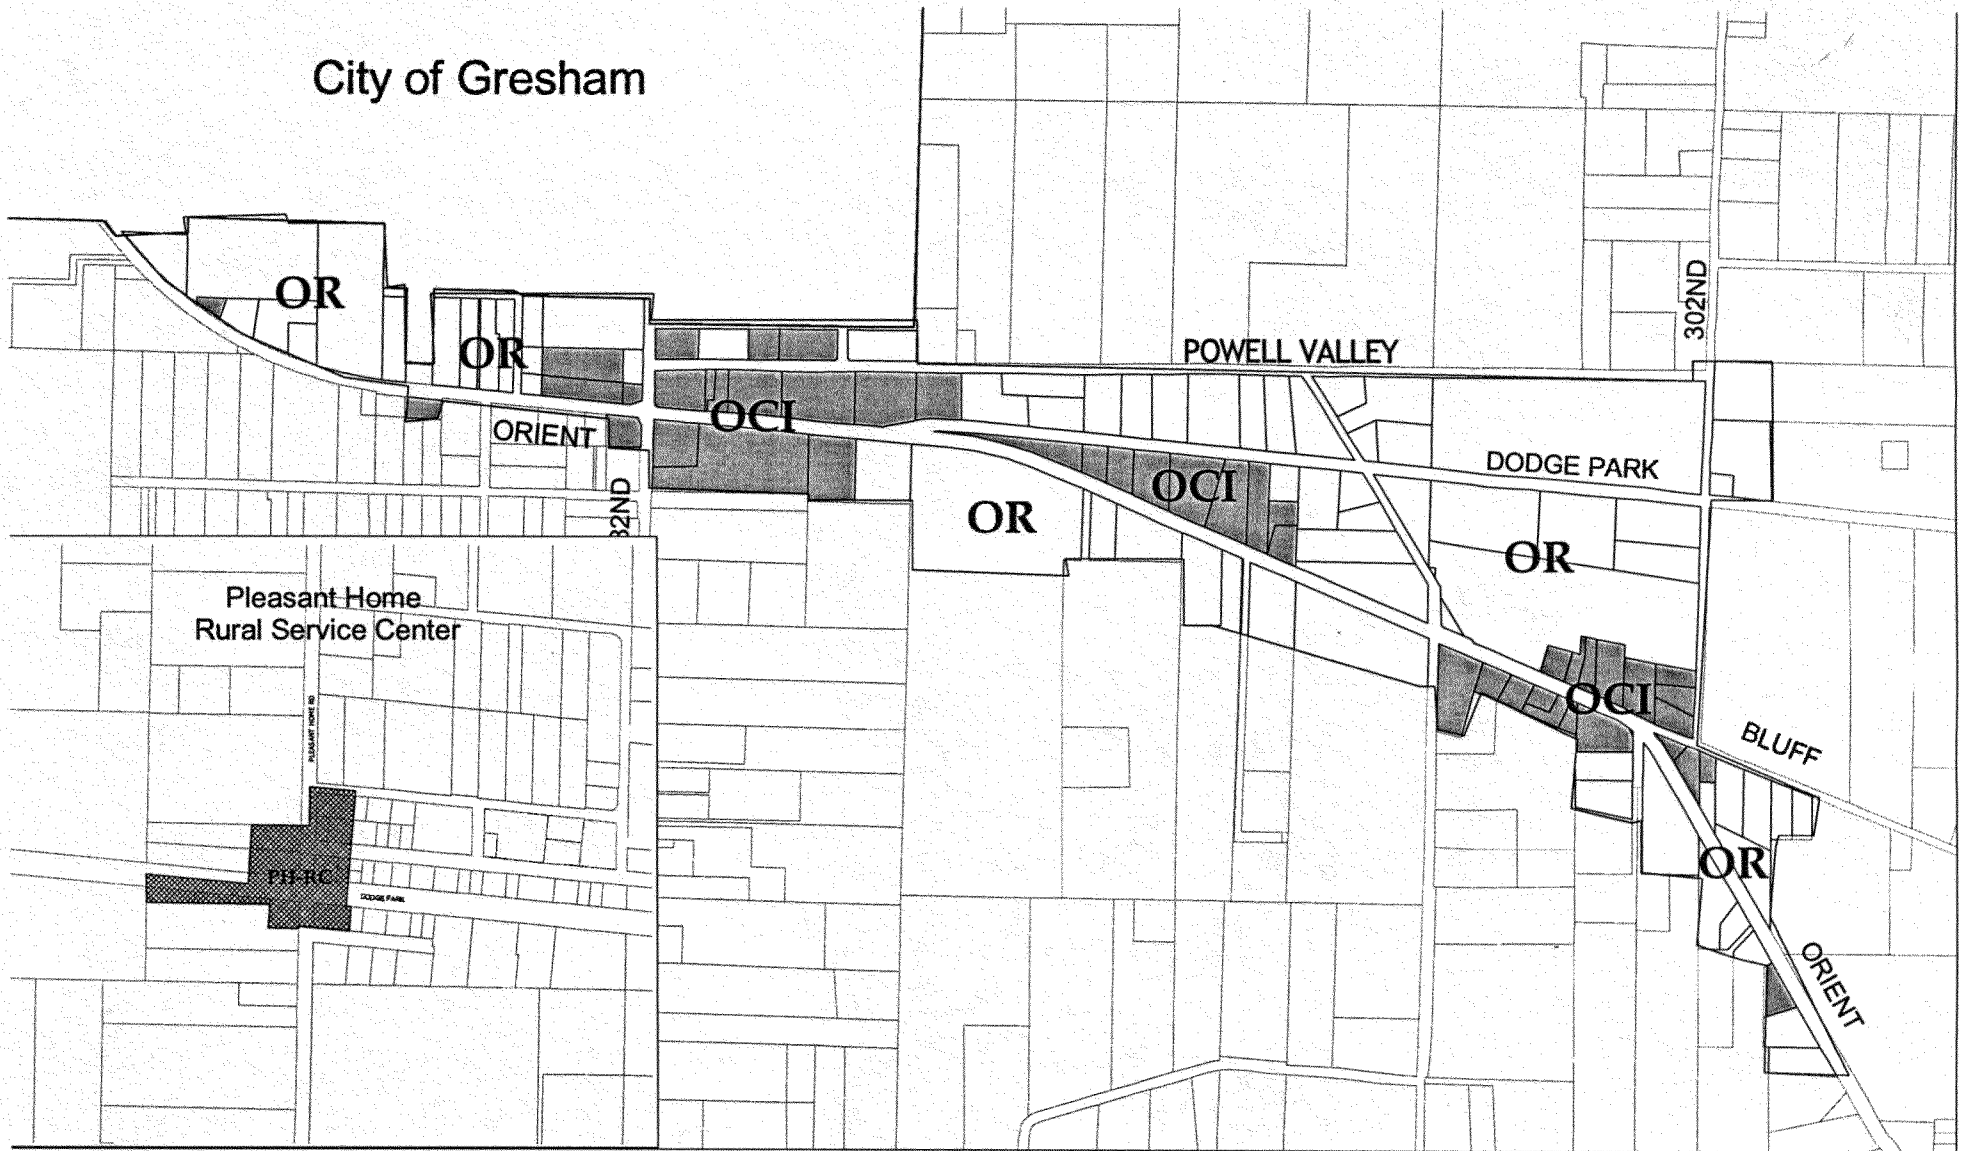 City of Gresham
OR
OR
POWELL VALLEY
302ND
OCI
ORIENT
DODGE PARK
OCI
OR
OR
32ND
Pleasant Home
Rural Service Center
PLEASANT HOME RD
OCI
BLUFF
OR
PH-RC
DODGE PARK
ORIENT